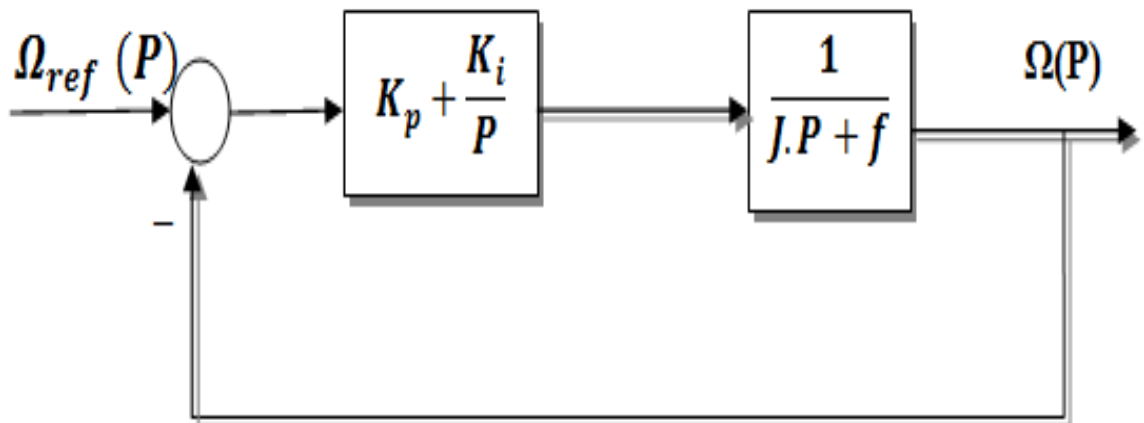 Ω_ref (P)
K_p + K_i/P
1/(J.P + f)
Ω(P)
−